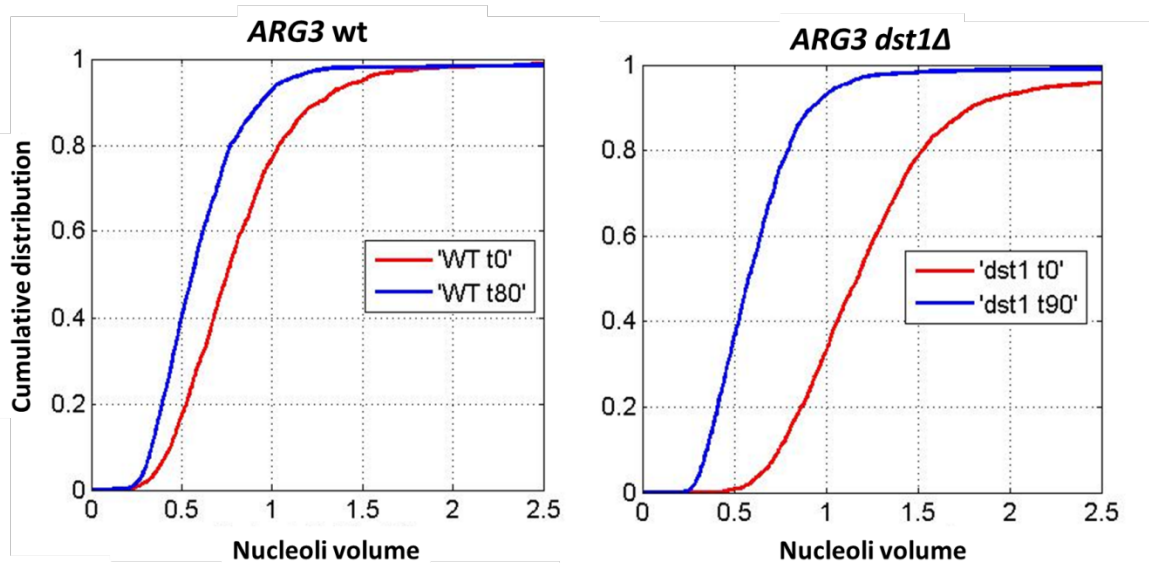 ARG3 wt
1
0.8
0.6
0.4
0.2
0
0 0.5 1 1.5 2 2.5
Cumulative distribution
Nucleoli volume
'WT t0'
'WT t80'
ARG3 dst1Δ
1
0.8
0.6
0.4
0.2
0
0 0.5 1 1.5 2 2.5
Nucleoli volume
'dst1 t0'
'dst1 t90'